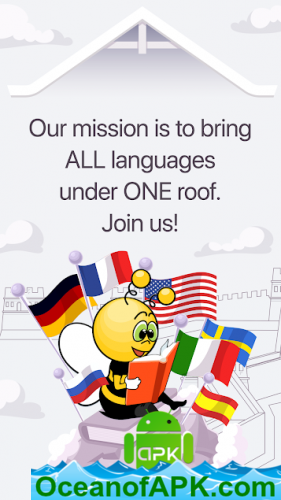 Our mission is to bring
ALL languages
under ONE roof.
Join us!
apk
OceanofAPK.com